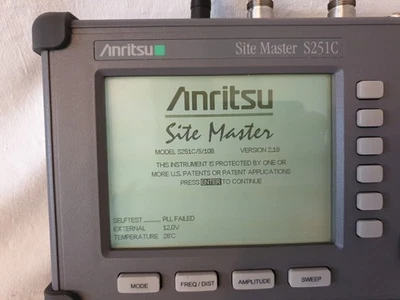 Anritsu
Site Master S251C
Anritsu
Site Master
MODEL S251C/5/10B VERSION 2.18
THIS INSTRUMENT IS PROTECTED BY ONE OR
MORE U.S. PATENTS OR PATENT APPLICATIONS
PRESS ENTER TO CONTINUE
SELFTEST ......... PLL FAILED
EXTERNAL 12.0V
TEMPERATURE 28°C
MODE
FREQ / DIST
AMPLITUDE
SWEEP